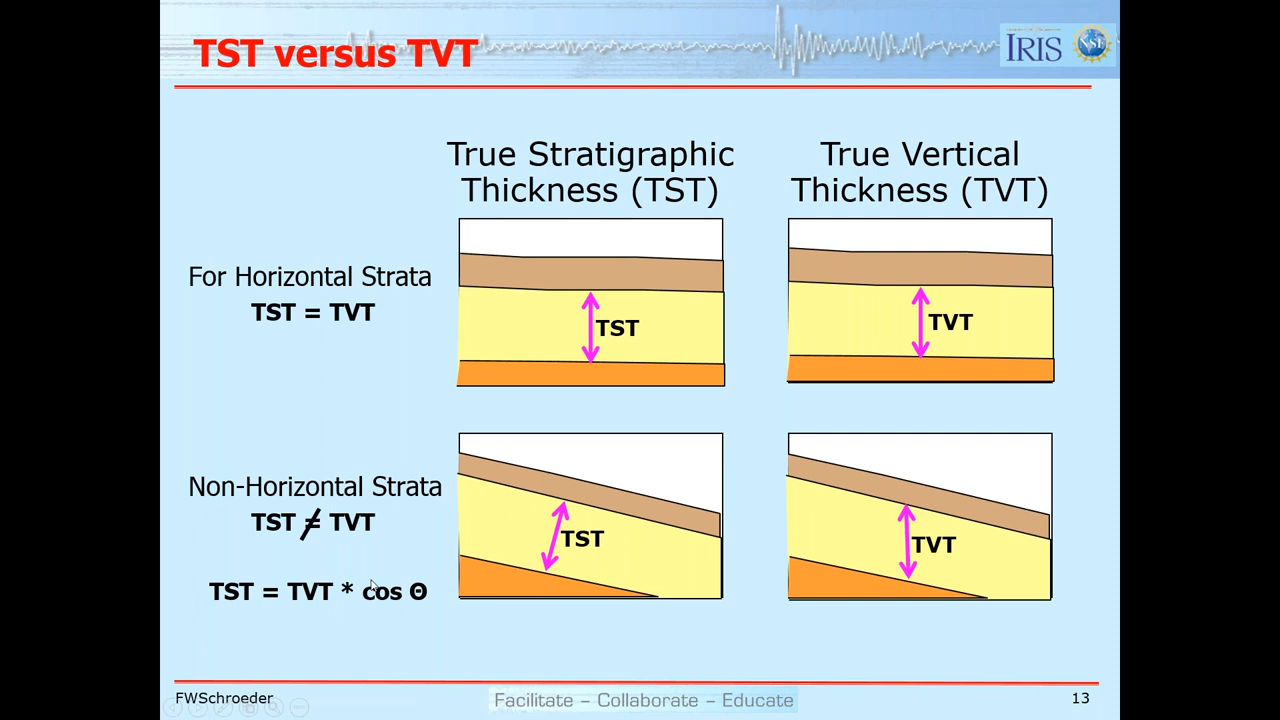 TST versus TVT
IRIS
NSF
True Stratigraphic
Thickness (TST)
True Vertical
Thickness (TVT)
For Horizontal Strata
TST = TVT
TST
TVT
Non-Horizontal Strata
TST ≠ TVT
TST
TVT
TST = TVT * cos Θ
FWSchroeder
Facilitate – Collaborate – Educate
13